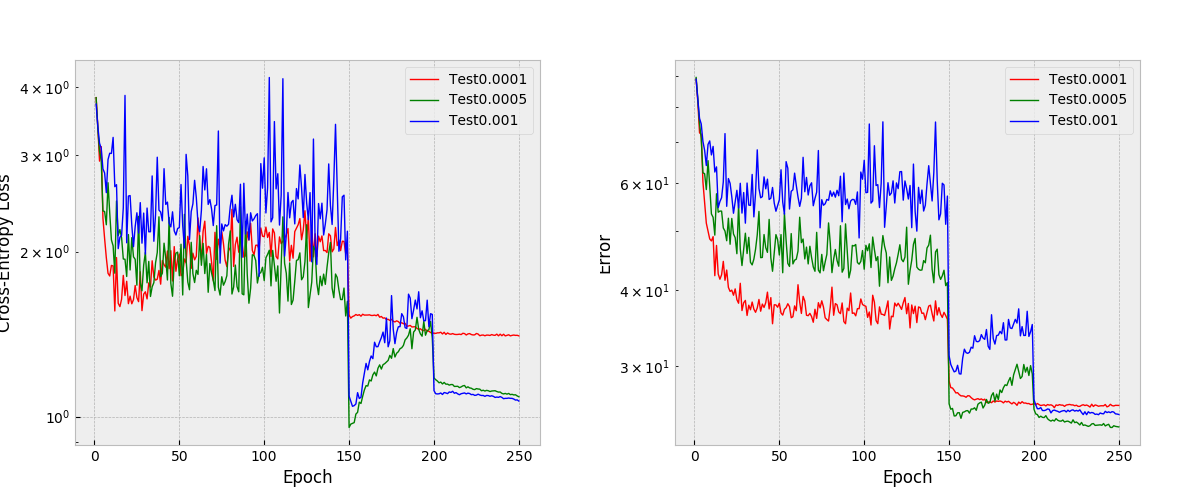 4 × 10⁰
3 × 10⁰
2 × 10⁰
10⁰
Cross-Entropy Loss
Test0.0001
Test0.0005
Test0.001
0 50 100 150 200 250
Epoch
6 × 10¹
4 × 10¹
3 × 10¹
Error
Test0.0001
Test0.0005
Test0.001
0 50 100 150 200 250
Epoch